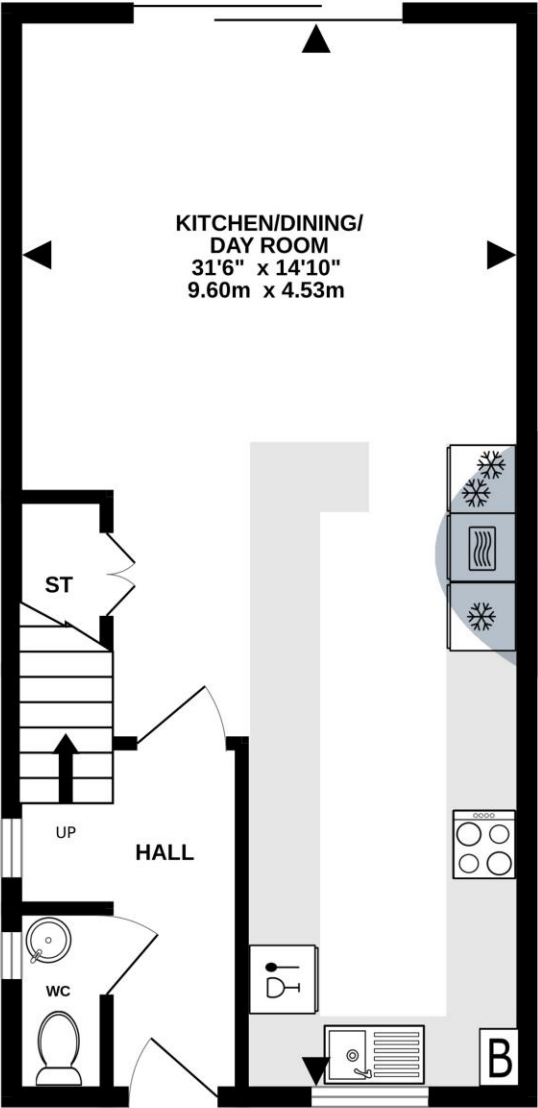 KITCHEN/DINING/
DAY ROOM
31'6" x 14'10"
9.60m x 4.53m
ST
UP
HALL
WC
B